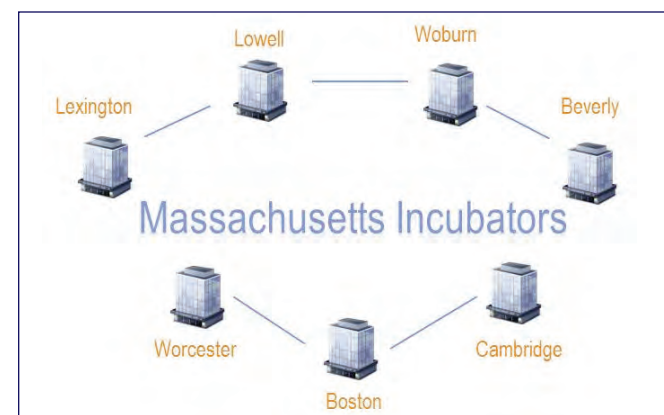 Lowell
Woburn
Lexington
Beverly
Massachusetts Incubators
Worcester
Cambridge
Boston